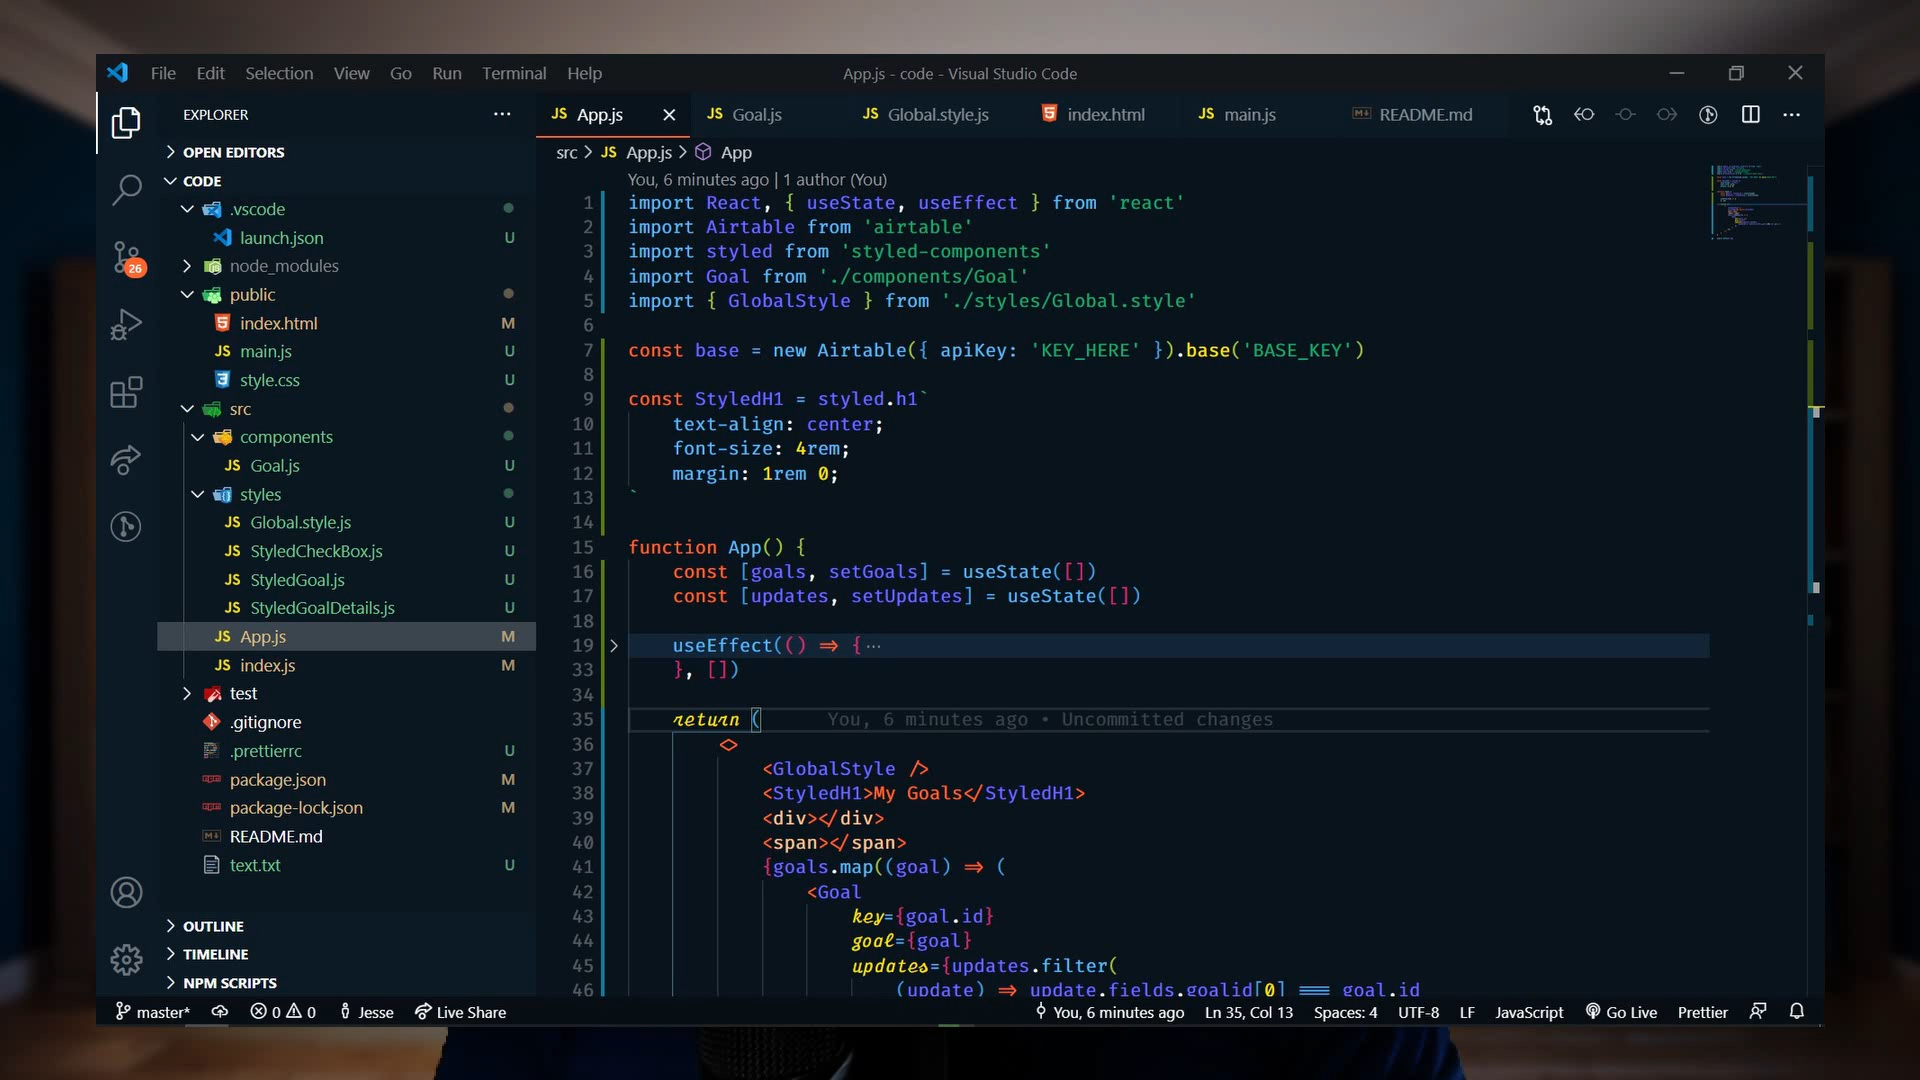 File Edit Selection View Go Run Terminal Help
App.js - code - Visual Studio Code
EXPLORER
OPEN EDITORS
CODE
.vscode
launch.json U
node_modules
public
index.html M
JS main.js U
style.css U
src
components
JS Goal.js U
styles
JS Global.style.js U
JS StyledCheckBox.js U
JS StyledGoal.js U
JS StyledGoalDetails.js U
JS App.js M
JS index.js M
test
.gitignore
.prettierrc U
package.json M
package-lock.json M
README.md
text.txt U
OUTLINE
TIMELINE
NPM SCRIPTS
26
JS App.js JS Goal.js JS Global.style.js index.html JS main.js README.md
src > JS App.js > App
You, 6 minutes ago | 1 author (You)
1 import React, { useState, useEffect } from 'react'
2 import Airtable from 'airtable'
3 import styled from 'styled-components'
4 import Goal from './components/Goal'
5 import { GlobalStyle } from './styles/Global.style'
6
7 const base = new Airtable({ apiKey: 'KEY_HERE' }).base('BASE_KEY')
8
9 const StyledH1 = styled.h1`
10 text-align: center;
11 font-size: 4rem;
12 margin: 1rem 0;
13 `
14
15 function App() {
16 const [goals, setGoals] = useState([])
17 const [updates, setUpdates] = useState([])
18
19 useEffect(() => {...
33 }, [])
34
35 return ( You, 6 minutes ago • Uncommitted changes
36 <>
37 <GlobalStyle />
38 <StyledH1>My Goals</StyledH1>
39 <div></div>
40 <span></span>
41 {goals.map((goal) => (
42 <Goal
43 key={goal.id}
44 goal={goal}
45 updates={updates.filter(
46 (update) => update.fields.goalid[0] === goal.id
master* 0 0 Jesse Live Share You, 6 minutes ago Ln 35, Col 13 Spaces: 4 UTF-8 LF JavaScript Go Live Prettier